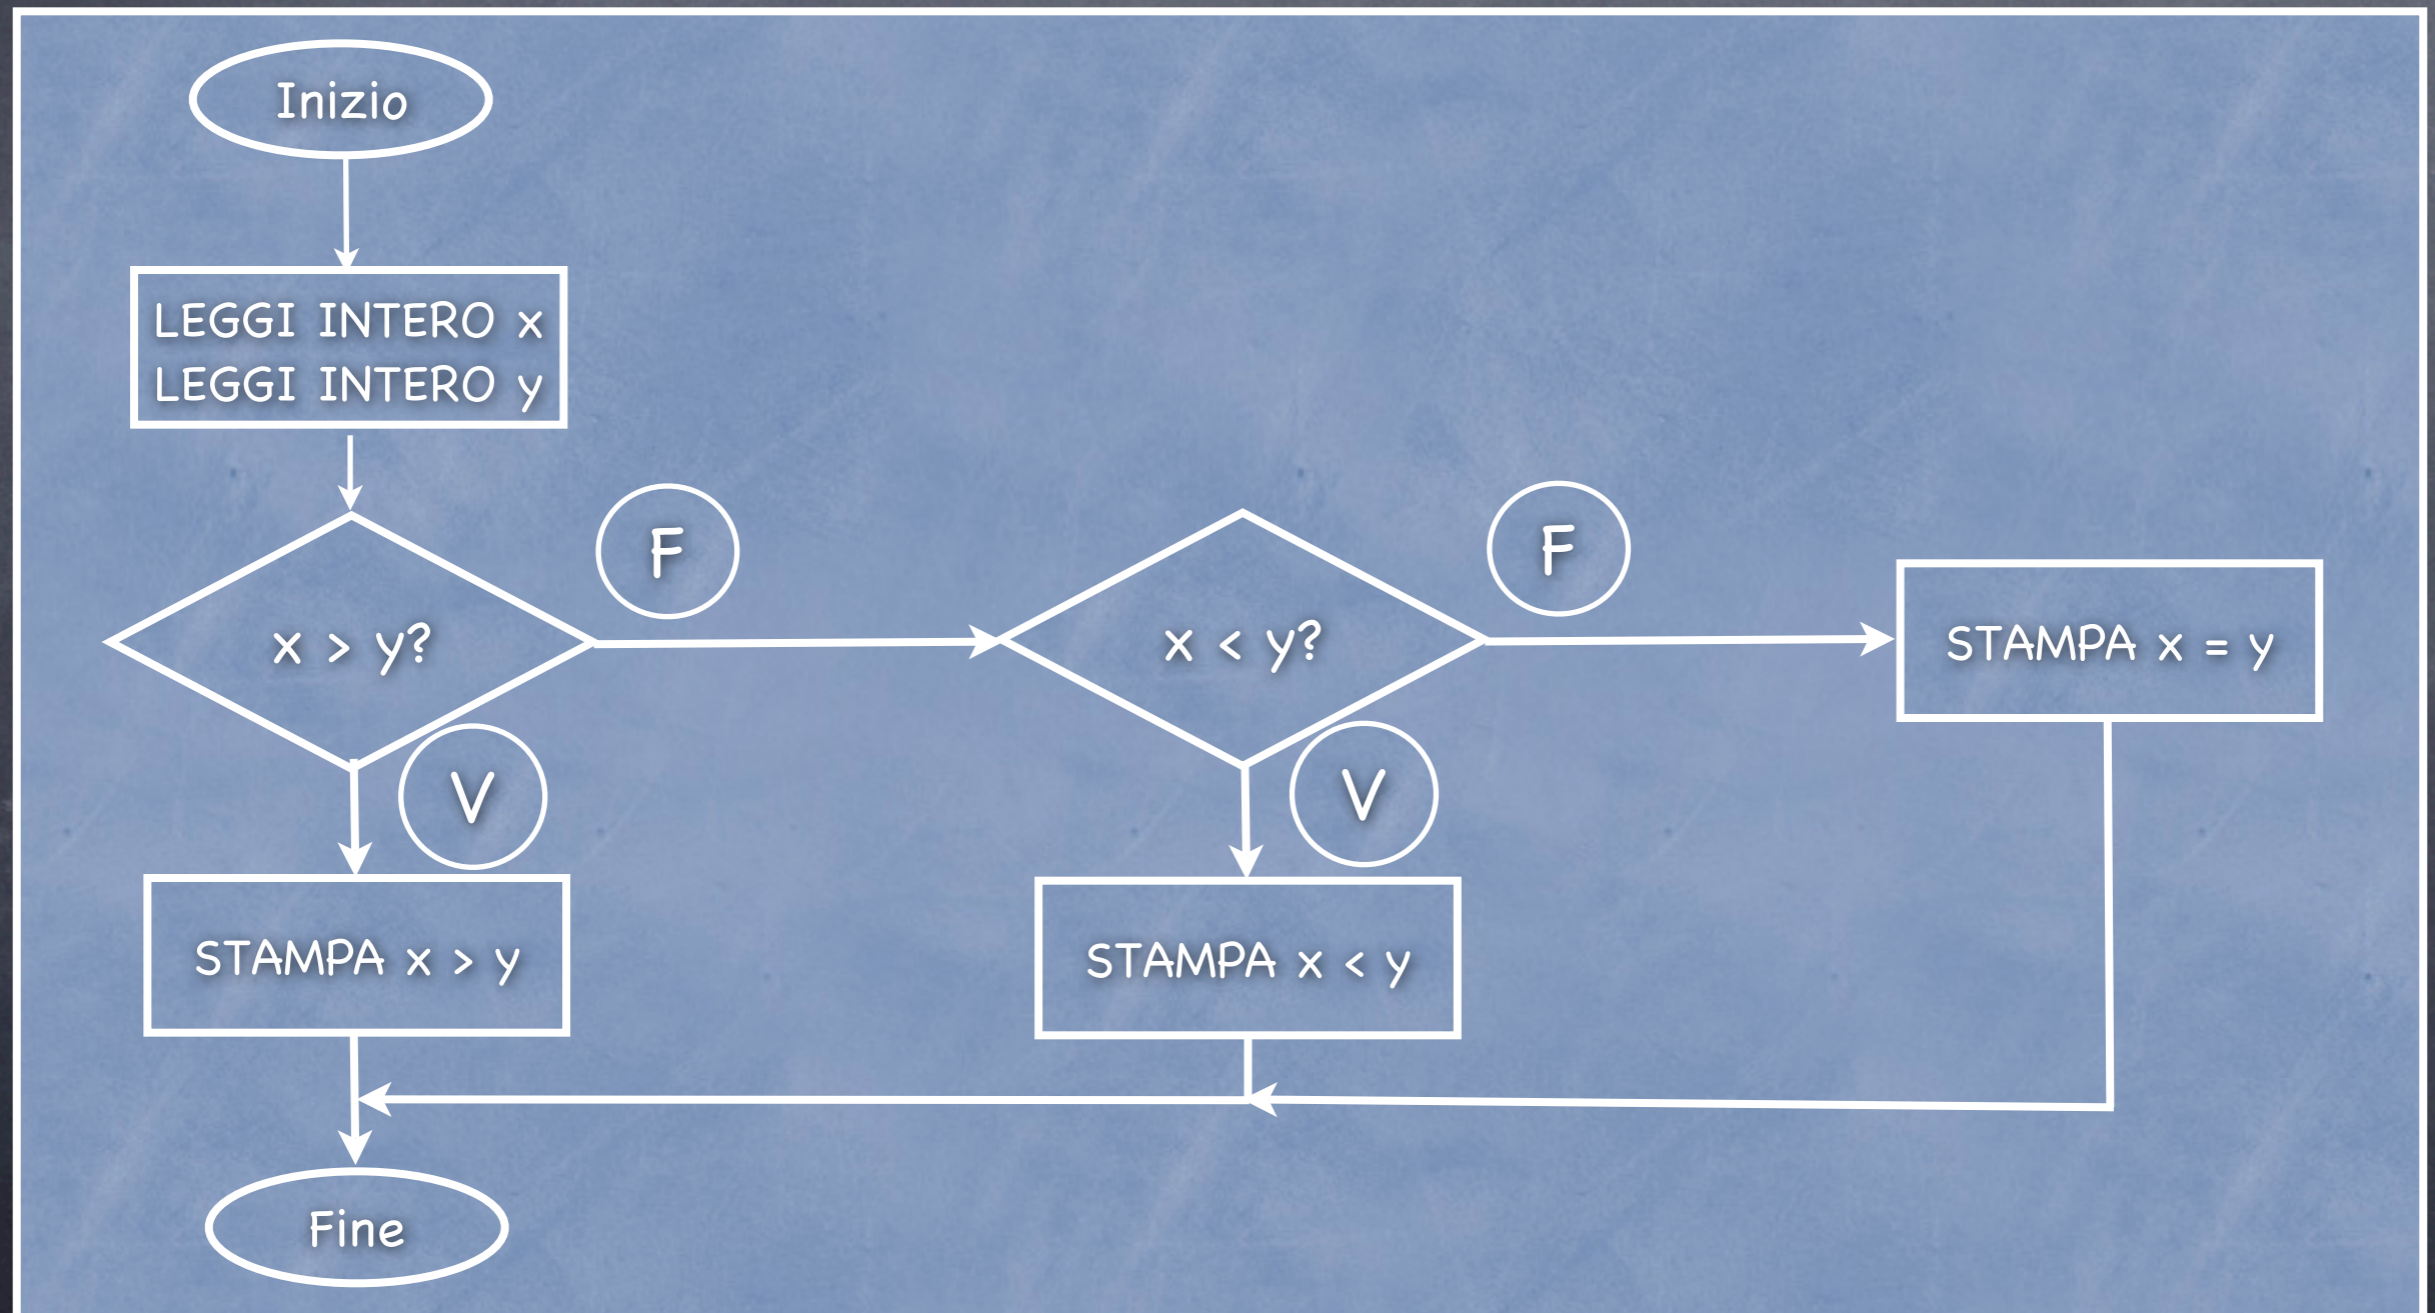 Inizio
LEGGI INTERO x
LEGGI INTERO y
F
F
x > y?
x < y?
STAMPA x = y
V
V
STAMPA x > y
STAMPA x < y
Fine